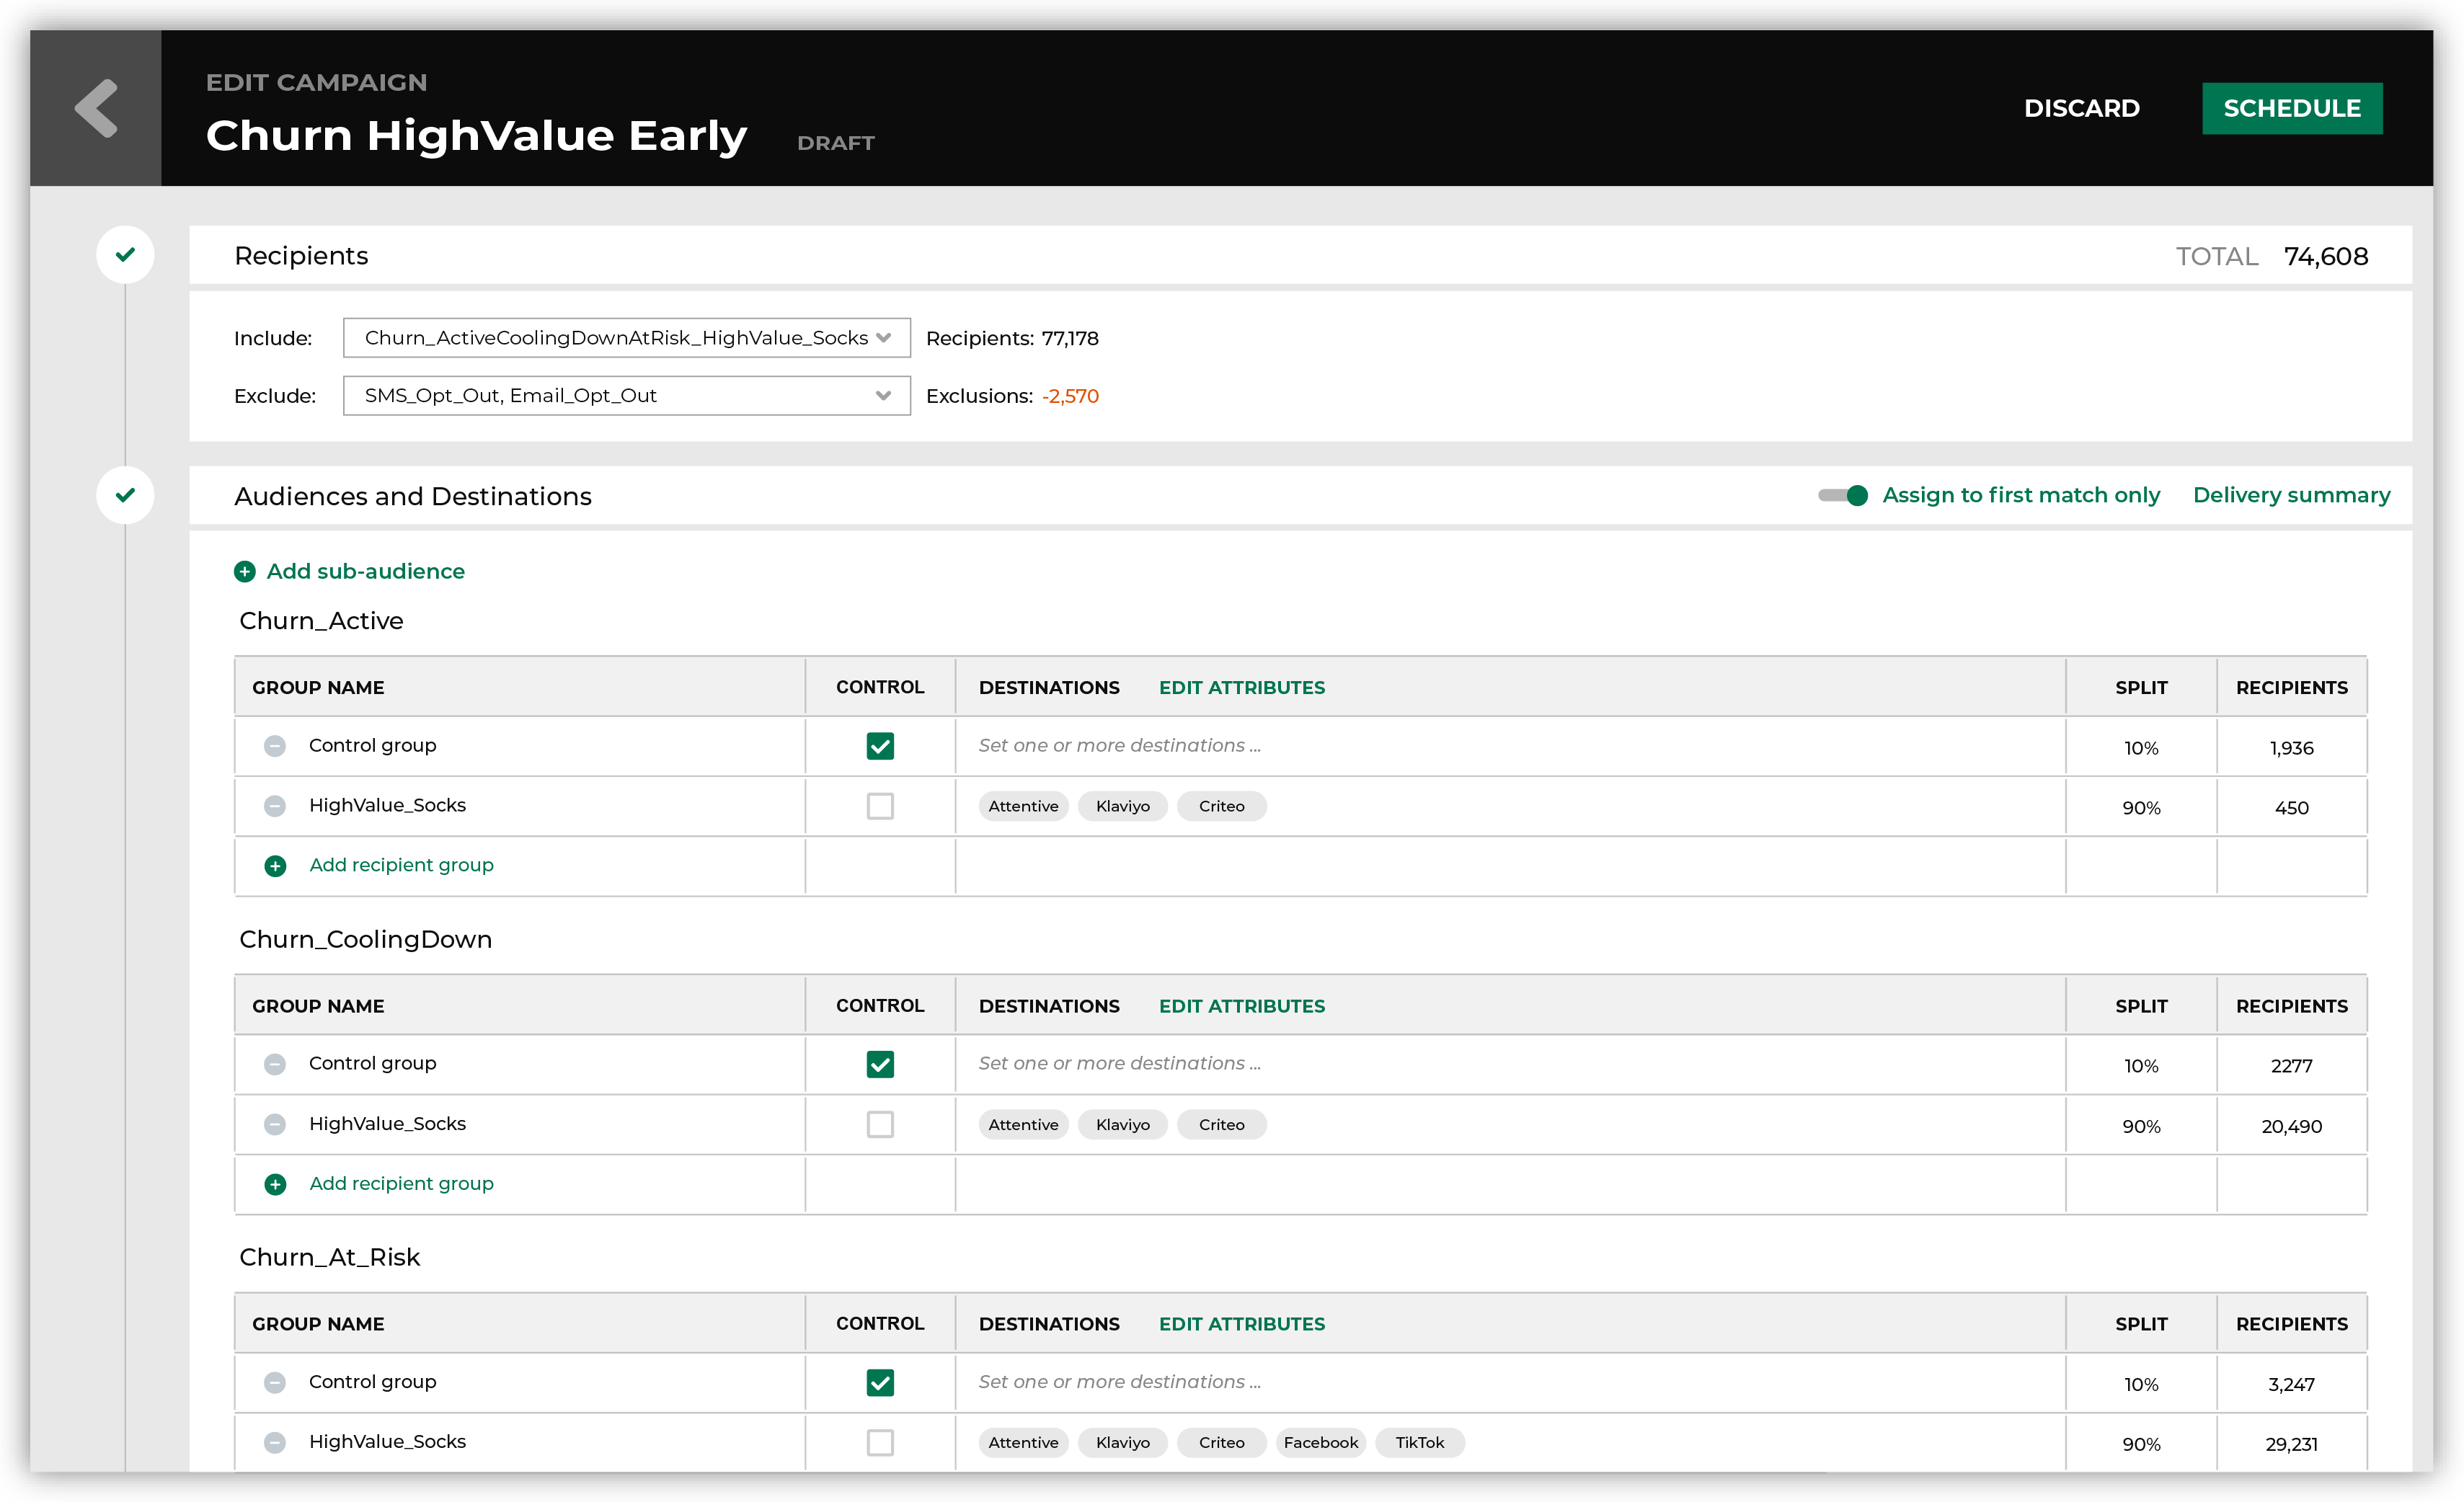 EDIT CAMPAIGN
Churn HighValue Early DRAFT
DISCARD SCHEDULE
Recipients TOTAL 74,608
Include: Churn_ActiveCoolingDownAtRisk_HighValue_Socks Recipients: 77,178
Exclude: SMS_Opt_Out, Email_Opt_Out Exclusions: -2,570
Audiences and Destinations Assign to first match only Delivery summary
Add sub-audience
Churn_Active
GROUP NAME CONTROL DESTINATIONS EDIT ATTRIBUTES SPLIT RECIPIENTS
Control group Set one or more destinations ... 10% 1,936
HighValue_Socks Attentive Klaviyo Criteo 90% 450
Add recipient group
Churn_CoolingDown
GROUP NAME CONTROL DESTINATIONS EDIT ATTRIBUTES SPLIT RECIPIENTS
Control group Set one or more destinations ... 10% 2277
HighValue_Socks Attentive Klaviyo Criteo 90% 20,490
Add recipient group
Churn_At_Risk
GROUP NAME CONTROL DESTINATIONS EDIT ATTRIBUTES SPLIT RECIPIENTS
Control group Set one or more destinations ... 10% 3,247
HighValue_Socks Attentive Klaviyo Criteo Facebook TikTok 90% 29,231